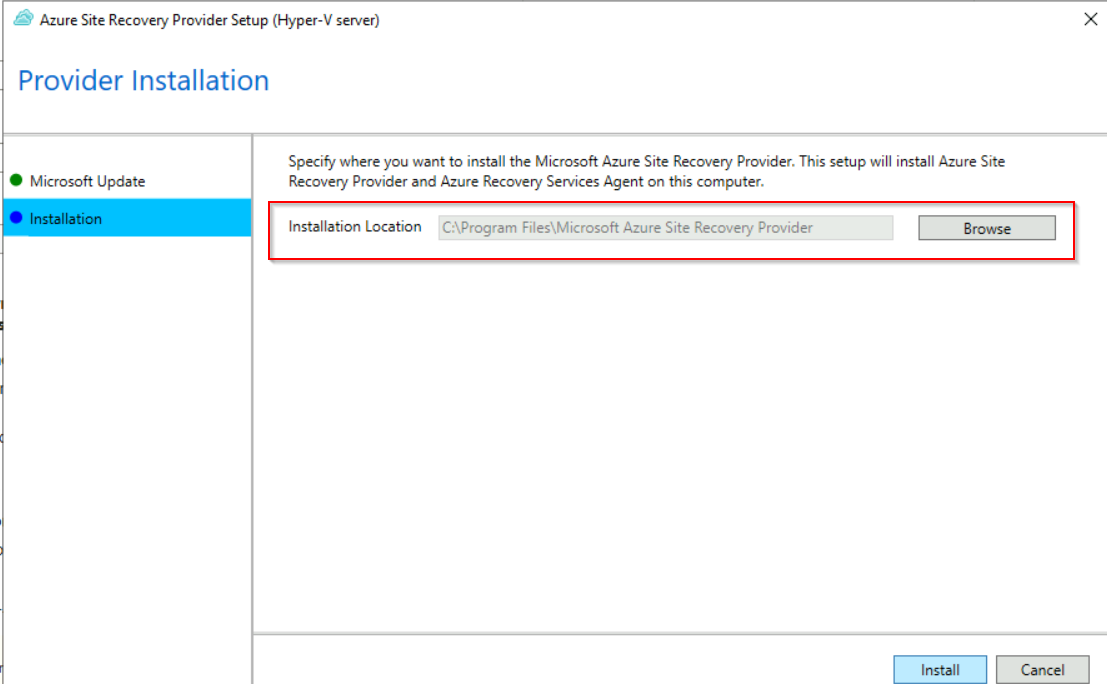 Azure Site Recovery Provider Setup (Hyper-V server)
Provider Installation
Microsoft Update
Installation
Specify where you want to install the Microsoft Azure Site Recovery Provider. This setup will install Azure Site
Recovery Provider and Azure Recovery Services Agent on this computer.
Installation Location C:\Program Files\Microsoft Azure Site Recovery Provider Browse
Install Cancel